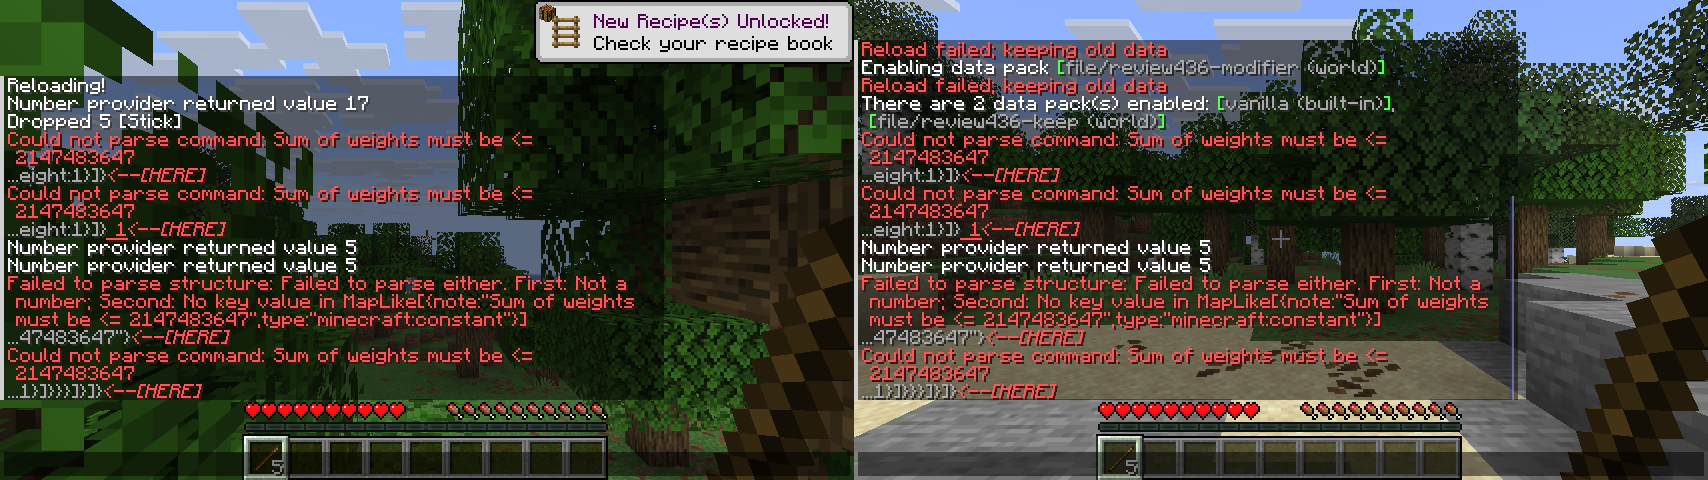 New Recipe(s) Unlocked!
Check your recipe book
Reloading!
Number provider returned value 17
Dropped 5 [Stick]
Could not parse command: Sum of weights must be <=
2147483647
...eight:1}]}<--[HERE]
Could not parse command: Sum of weights must be <=
2147483647
...eight:1}]} 1<--[HERE]
Number provider returned value 5
Number provider returned value 5
Failed to parse structure: Failed to parse either. First: Not a
number; Second: No key value in MapLike[{note:"Sum of weights
must be <= 2147483647",type:"minecraft:constant"}]
...47483647"}<--[HERE]
Could not parse command: Sum of weights must be <=
2147483647
...1}]}}}]}]}<--[HERE]
5
Reload failed; keeping old data
Enabling data pack [file/review436-modifier (world)]
Reload failed; keeping old data
There are 2 data pack(s) enabled: [vanilla (built-in)],
[file/review436-keep (world)]
Could not parse command: Sum of weights must be <=
2147483647
...eight:1}]}<--[HERE]
Could not parse command: Sum of weights must be <=
2147483647
...eight:1}]} 1<--[HERE]
Number provider returned value 5
Number provider returned value 5
Failed to parse structure: Failed to parse either. First: Not a
number; Second: No key value in MapLike[{note:"Sum of weights
must be <= 2147483647",type:"minecraft:constant"}]
...47483647"}<--[HERE]
Could not parse command: Sum of weights must be <=
2147483647
...1}]}}}]}]}<--[HERE]
5